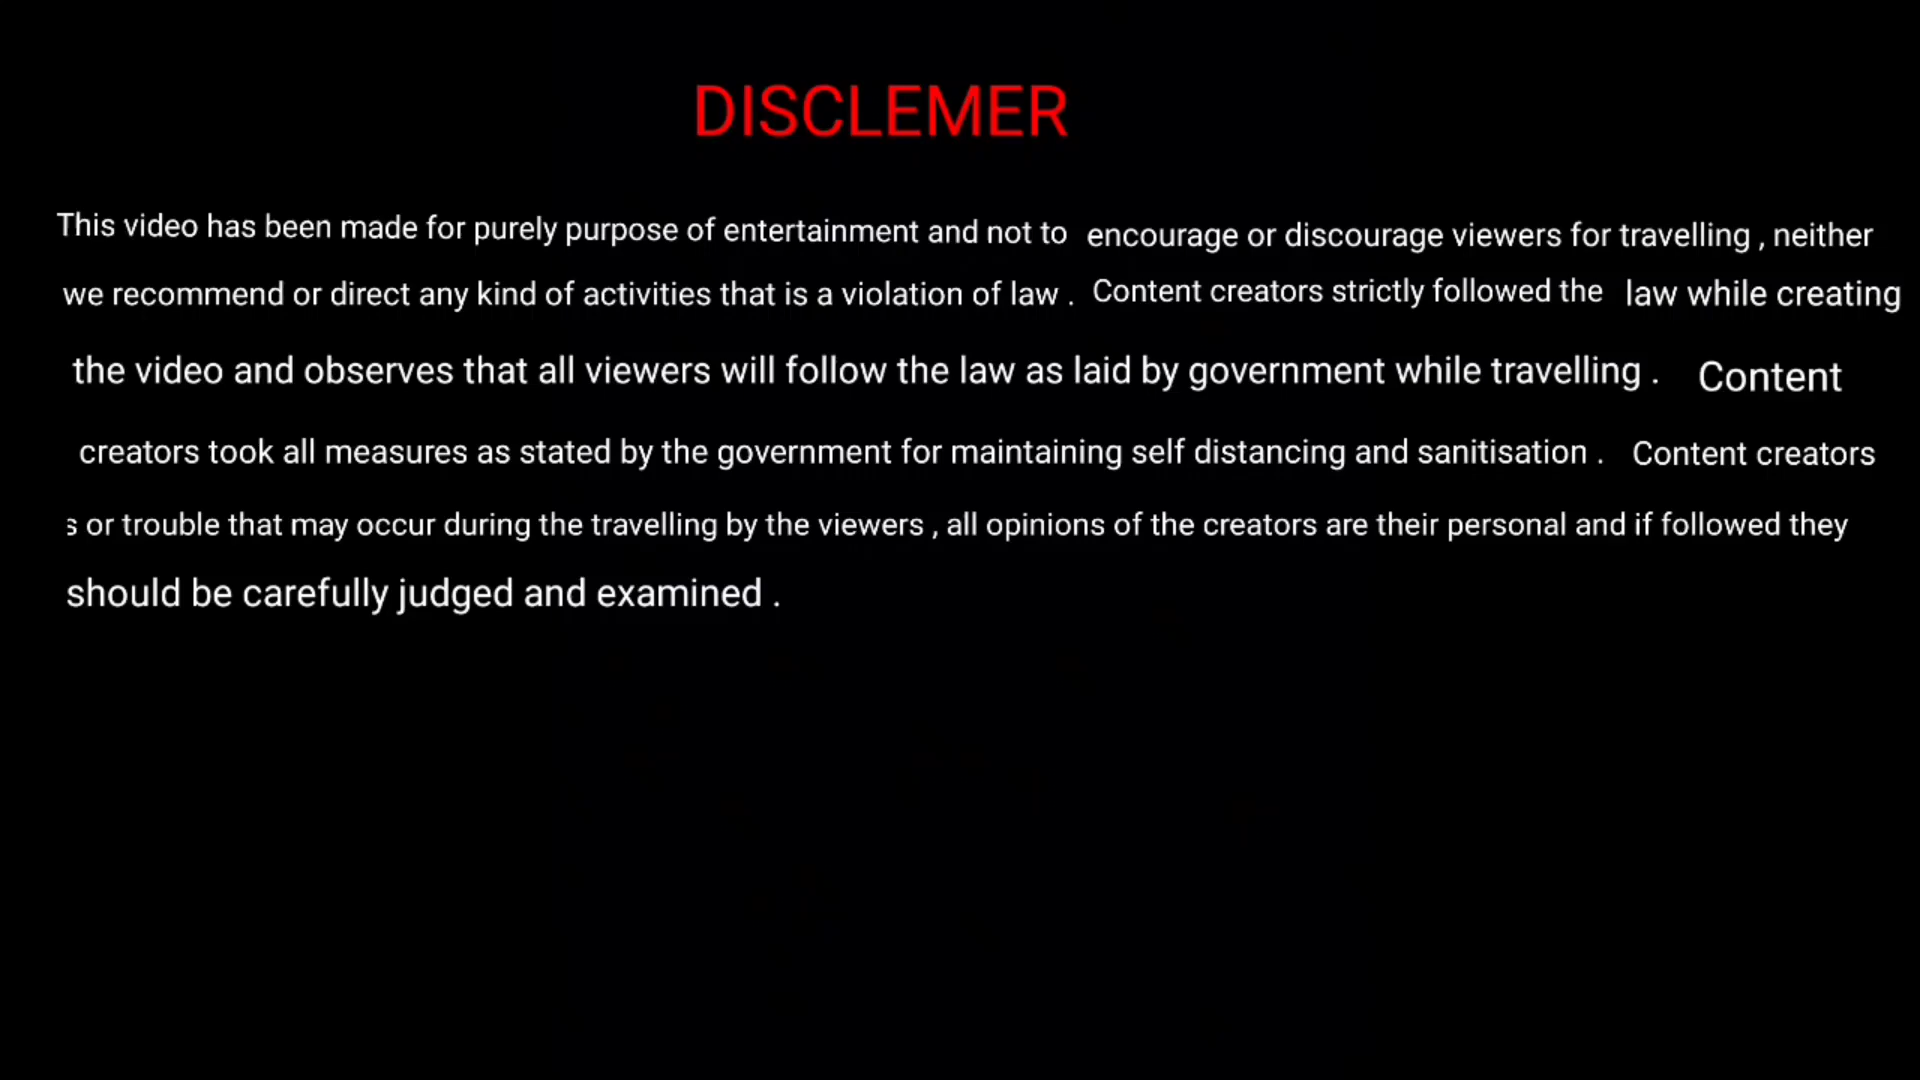 DISCLEMER
This video has been made for purely purpose of entertainment and not to encourage or discourage viewers for travelling , neither
we recommend or direct any kind of activities that is a violation of law . Content creators strictly followed the law while creating
the video and observes that all viewers will follow the law as laid by government while travelling . Content
creators took all measures as stated by the government for maintaining self distancing and sanitisation . Content creators
s or trouble that may occur during the travelling by the viewers , all opinions of the creators are their personal and if followed they
should be carefully judged and examined .